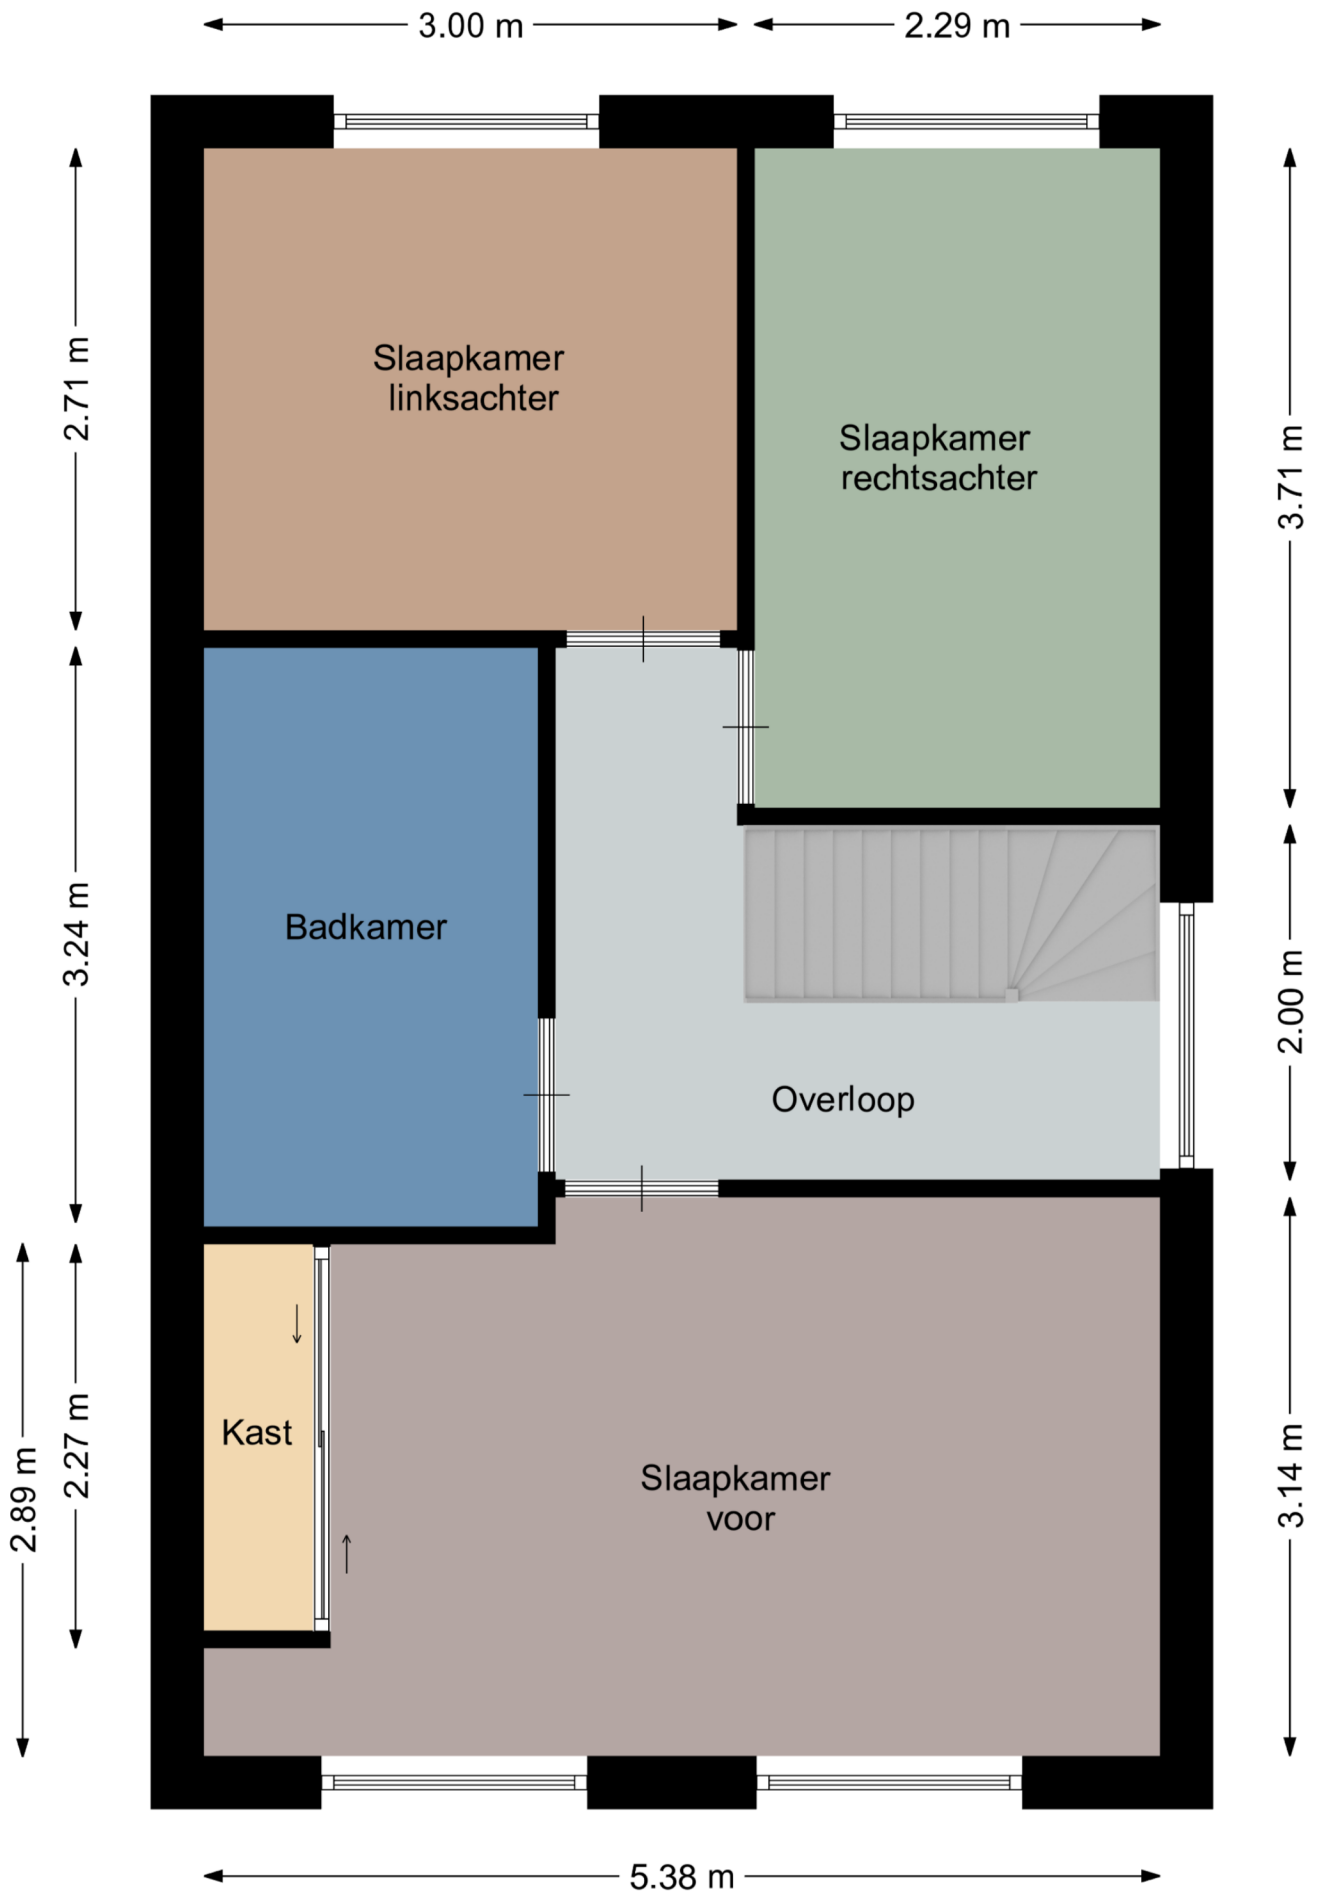 3.00 m
2.29 m
2.71 m
Slaapkamer
linksachter
Slaapkamer
rechtsachter
3.71 m
3.24 m
Badkamer
2.00 m
Overloop
2.89 m
2.27 m
Kast
Slaapkamer
voor
3.14 m
5.38 m